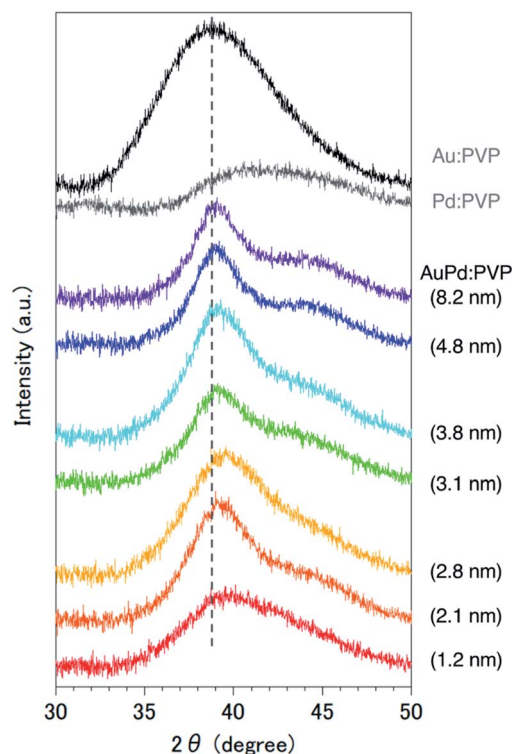 Au:PVP
Pd:PVP
AuPd:PVP
(8.2 nm)
(4.8 nm)
(3.8 nm)
(3.1 nm)
(2.8 nm)
(2.1 nm)
(1.2 nm)
Intensity (a.u.)
30 35 40 45 50
2θ (degree)